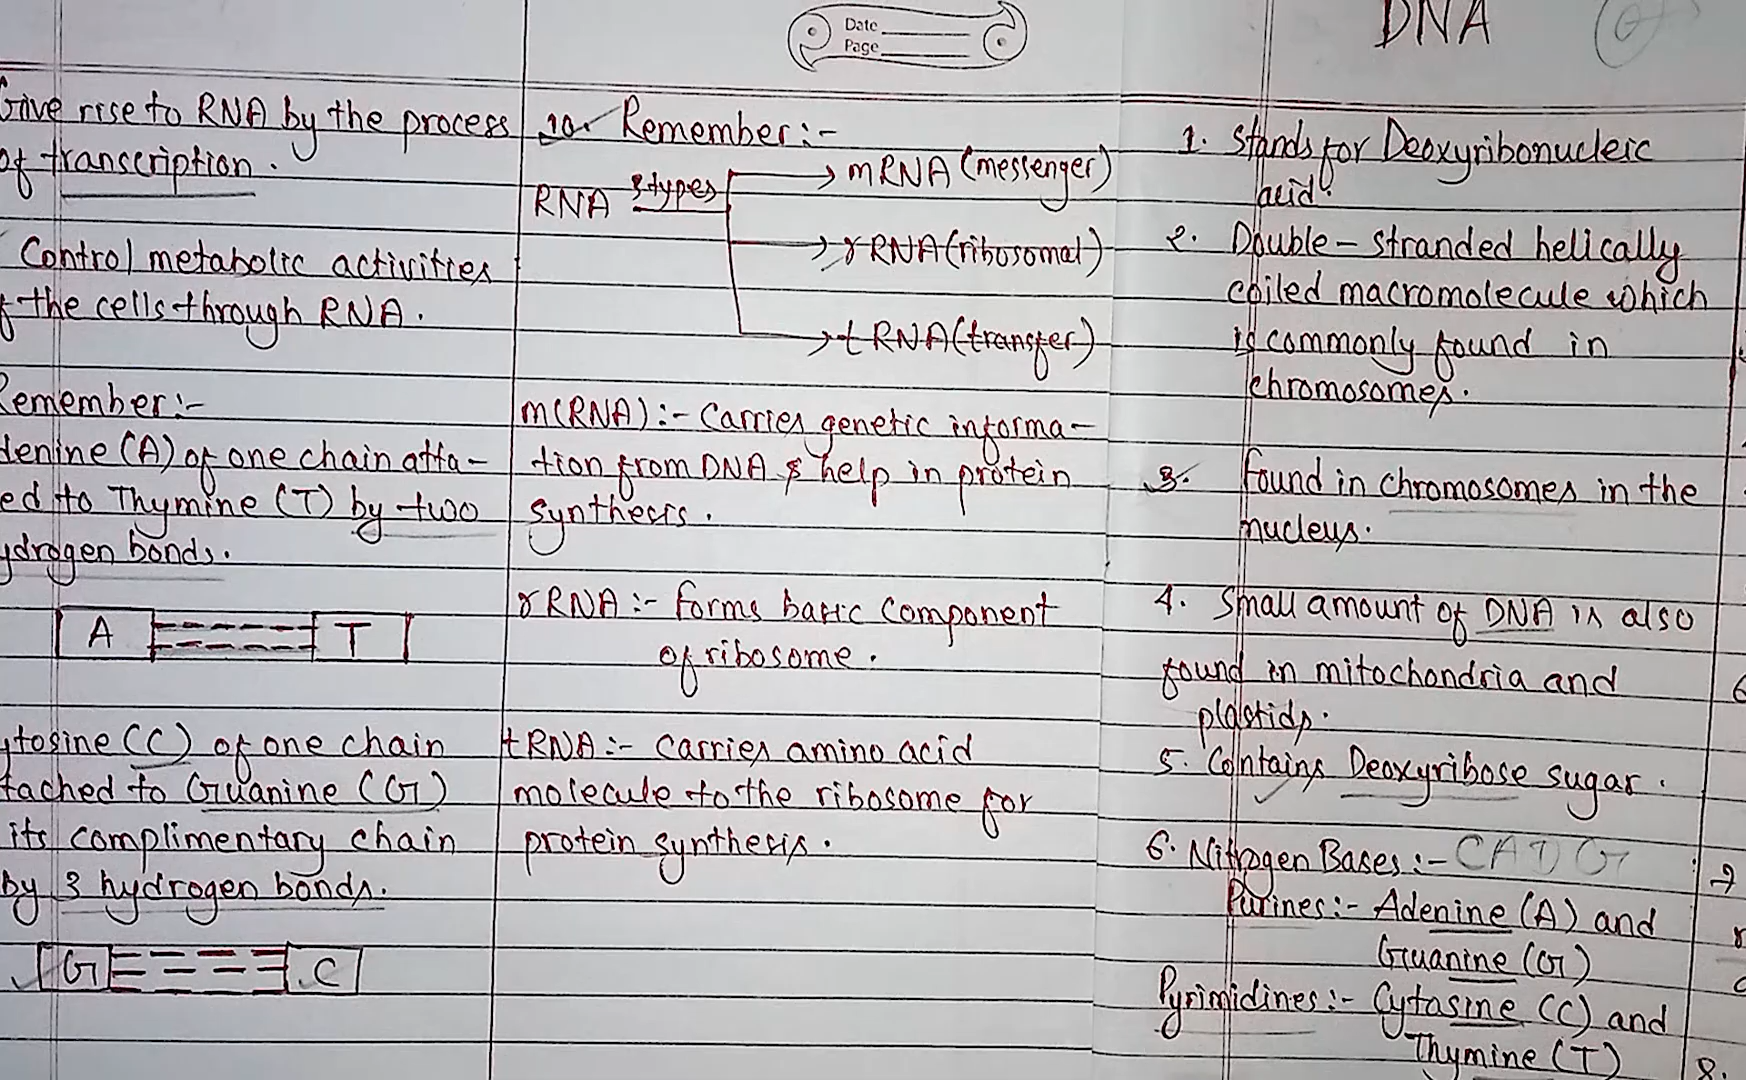 Date
Page
Give rise to RNA by the process
of transcription.
Control metabolic activities
the cells through RNA.
Remember:-
denine (A) of one chain atta-
ed to Thymine (T) by two
ydrogen bonds.
A T
ytosine (C) of one chain
tached to Guanine (G)
its complimentary chain
by 3 hydrogen bonds.
G C
10. Remember:-
RNA 3 types
mRNA (messenger)
rRNA (ribosomal)
tRNA (transfer)
m(RNA):- Carries genetic informa-
tion from DNA & help in protein
synthesis.
rRNA:- forms basic component
of ribosome.
tRNA:- Carries amino acid
molecule to the ribosome for
protein synthesis.
DNA
1. Stands for Deoxyribonucleic
acid.
2. Double-stranded helically
coiled macromolecule which
is commonly found in
chromosomes.
3. Found in chromosomes in the
nucleus.
4. Small amount of DNA is also
found in mitochondria and
plastids.
5. Contains Deoxyribose sugar.
6. Nitrogen Bases:- CATG
Purines:- Adenine (A) and
Guanine (G)
Pyrimidines:- Cytasine (C) and
Thymine (T)
8.